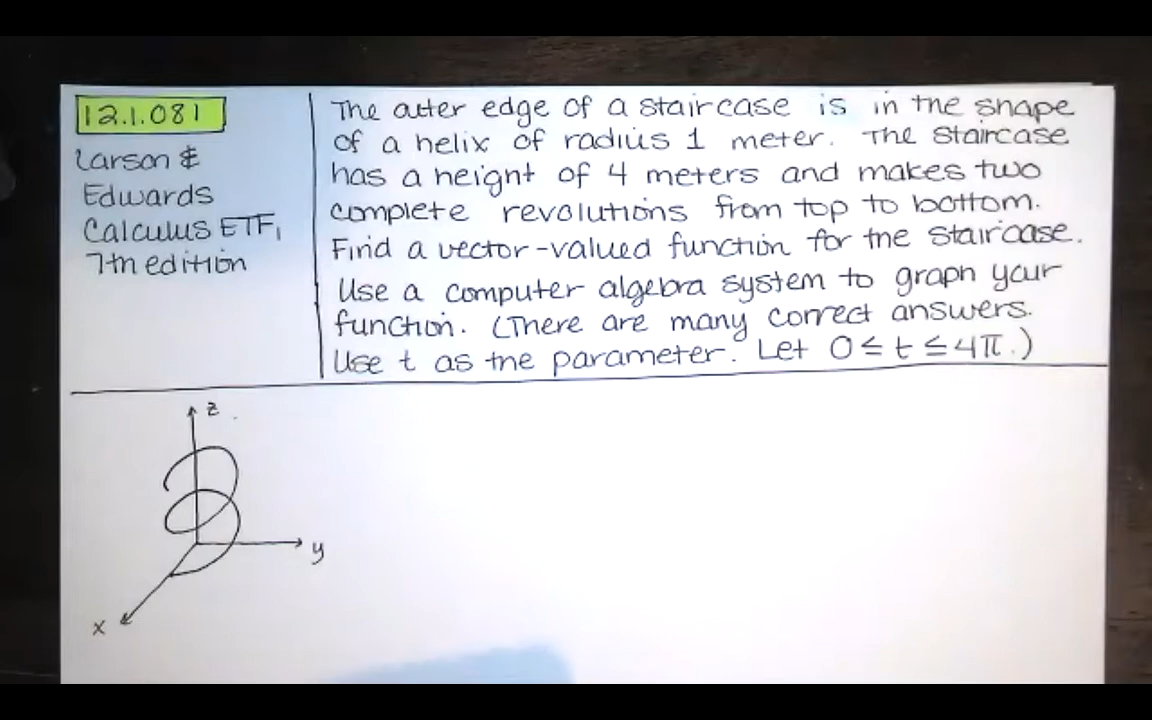 12.1.081
Larson &
Edwards
Calculus ETF,
7th edition
The outer edge of a staircase is in the shape
of a helix of radius 1 meter. The staircase
has a height of 4 meters and makes two
complete revolutions from top to bottom.
Find a vector-valued function for the staircase.
Use a computer algebra system to graph your
function. (There are many correct answers.
Use t as the parameter. Let 0 ≤ t ≤ 4π.)
z
y
x